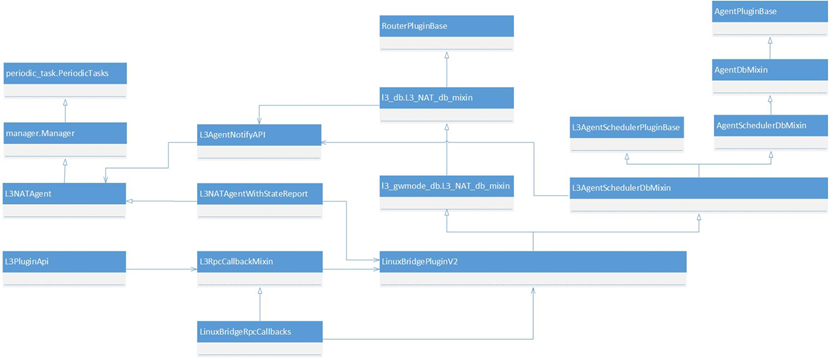 AgentPluginBase
RouterPluginBase
periodic_task.PeriodicTasks
AgentDbMixin
l3_db.L3_NAT_db_mixin
manager.Manager
L3AgentNotifyAPI
L3AgentSchedulerPluginBase
AgentSchedulerDbMixin
L3NATAgent
L3NATAgentWithStateReport
l3_gwmode_db.L3_NAT_db_mixin
L3AgentSchedulerDbMixin
L3PluginApi
L3RpcCallbackMixin
LinuxBridgePluginV2
LinuxBridgeRpcCallbacks